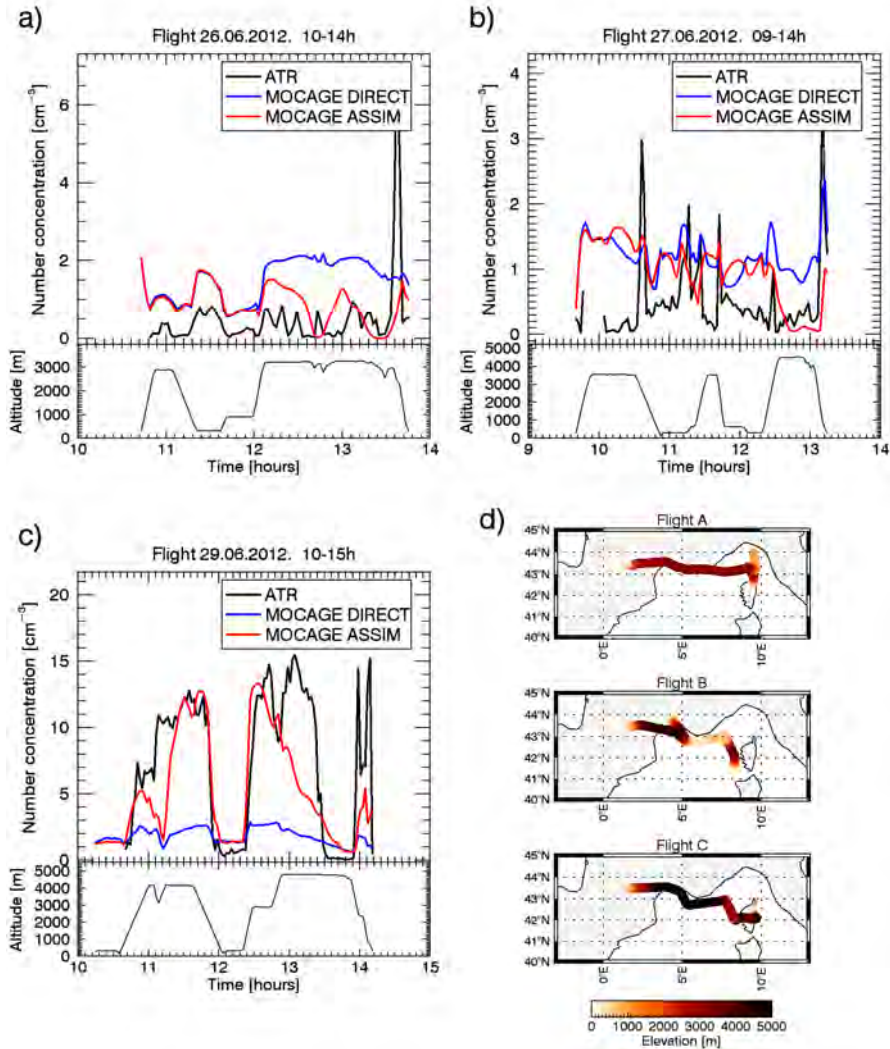 a)
Flight 26.06.2012. 10-14h
Number concentration [cm⁻³]
6
4
2
0
ATR
MOCAGE DIRECT
MOCAGE ASSIM
Altitude [m]
3000
2000
1000
0
10 11 12 13 14
Time [hours]
b)
Flight 27.06.2012. 09-14h
Number concentration [cm⁻³]
4
3
2
1
0
ATR
MOCAGE DIRECT
MOCAGE ASSIM
Altitude [m]
5000
4000
3000
2000
1000
0
9 10 11 12 13 14
Time [hours]
c)
Flight 29.06.2012. 10-15h
Number concentration [cm⁻³]
20
15
10
5
0
ATR
MOCAGE DIRECT
MOCAGE ASSIM
Altitude [m]
5000
4000
3000
2000
1000
0
10 11 12 13 14 15
Time [hours]
d)
Flight A
45°N
44°N
43°N
42°N
41°N
40°N
0°E 5°E 10°E
Flight B
45°N
44°N
43°N
42°N
41°N
40°N
0°E 5°E 10°E
Flight C
45°N
44°N
43°N
42°N
41°N
40°N
0°E 5°E 10°E
0 1000 2000 3000 4000 5000
Elevation [m]